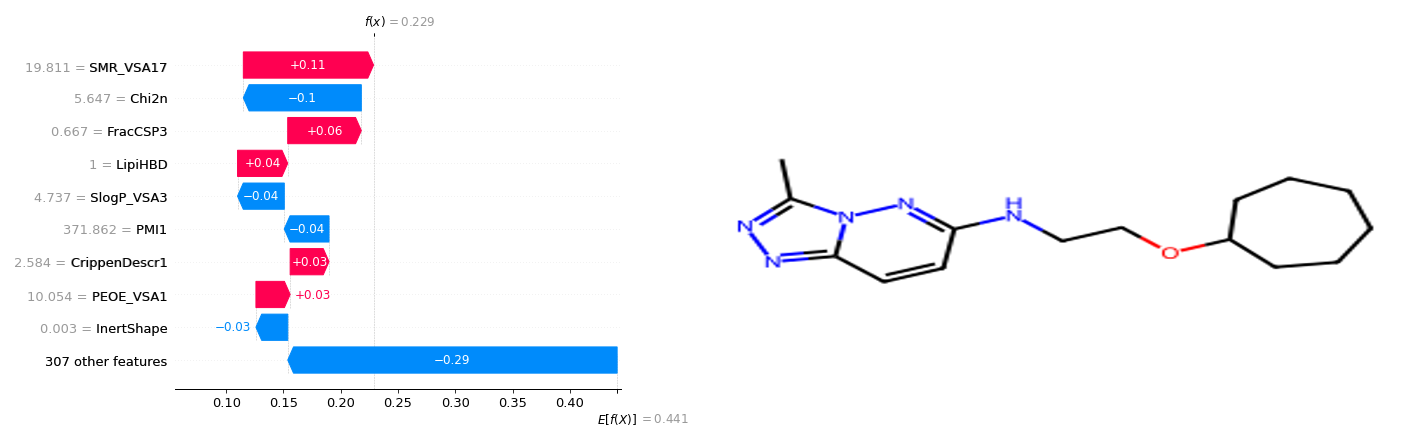 f(x) = 0.229
19.811 = SMR_VSA17
+0.11
5.647 = Chi2n
−0.1
0.667 = FracCSP3
+0.06
1 = LipiHBD
+0.04
4.737 = SlogP_VSA3
−0.04
371.862 = PMI1
−0.04
2.584 = CrippenDescr1
+0.03
10.054 = PEOE_VSA1
+0.03
0.003 = InertShape
−0.03
307 other features
−0.29
0.10 0.15 0.20 0.25 0.30 0.35 0.40
E[f(X)] = 0.441
N
N
N
N
H
N
O